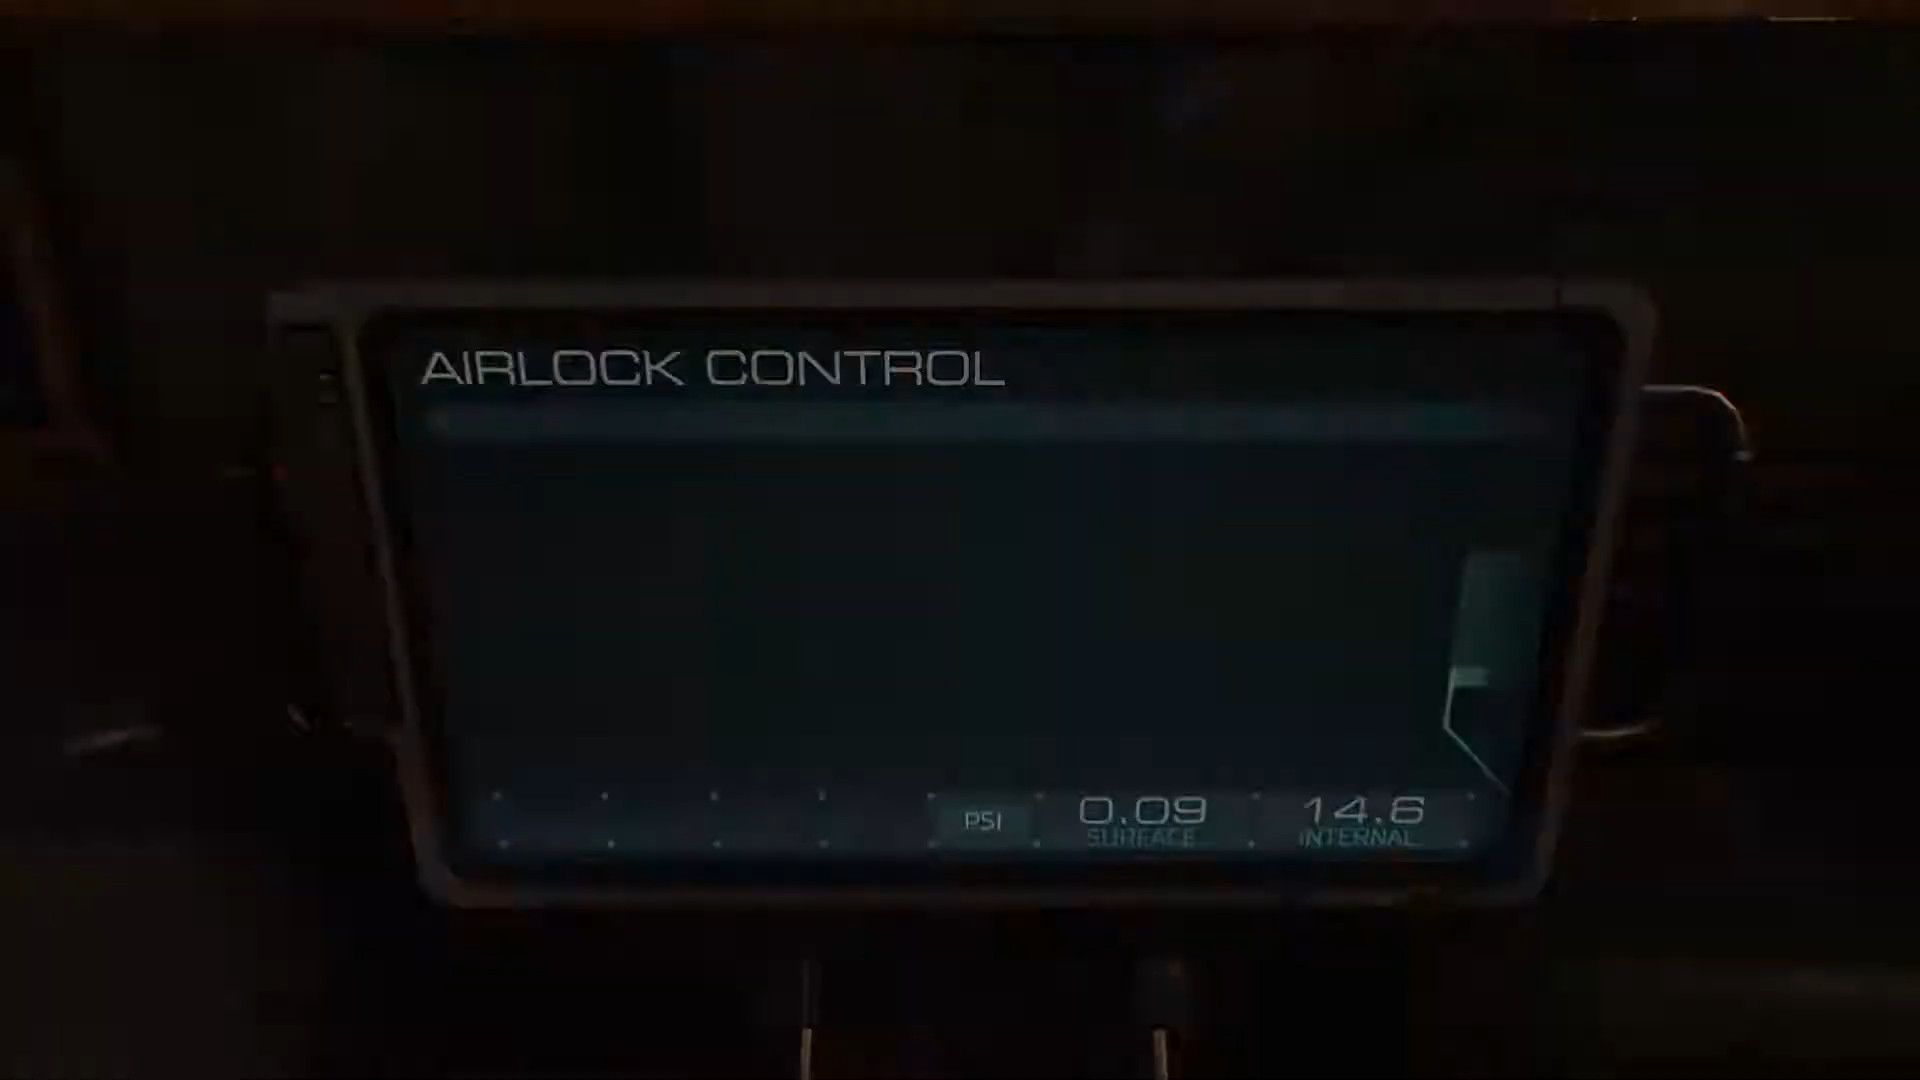 AIRLOCK CONTROL
PSI
0.09
14.6
SURFACE
INTERNAL